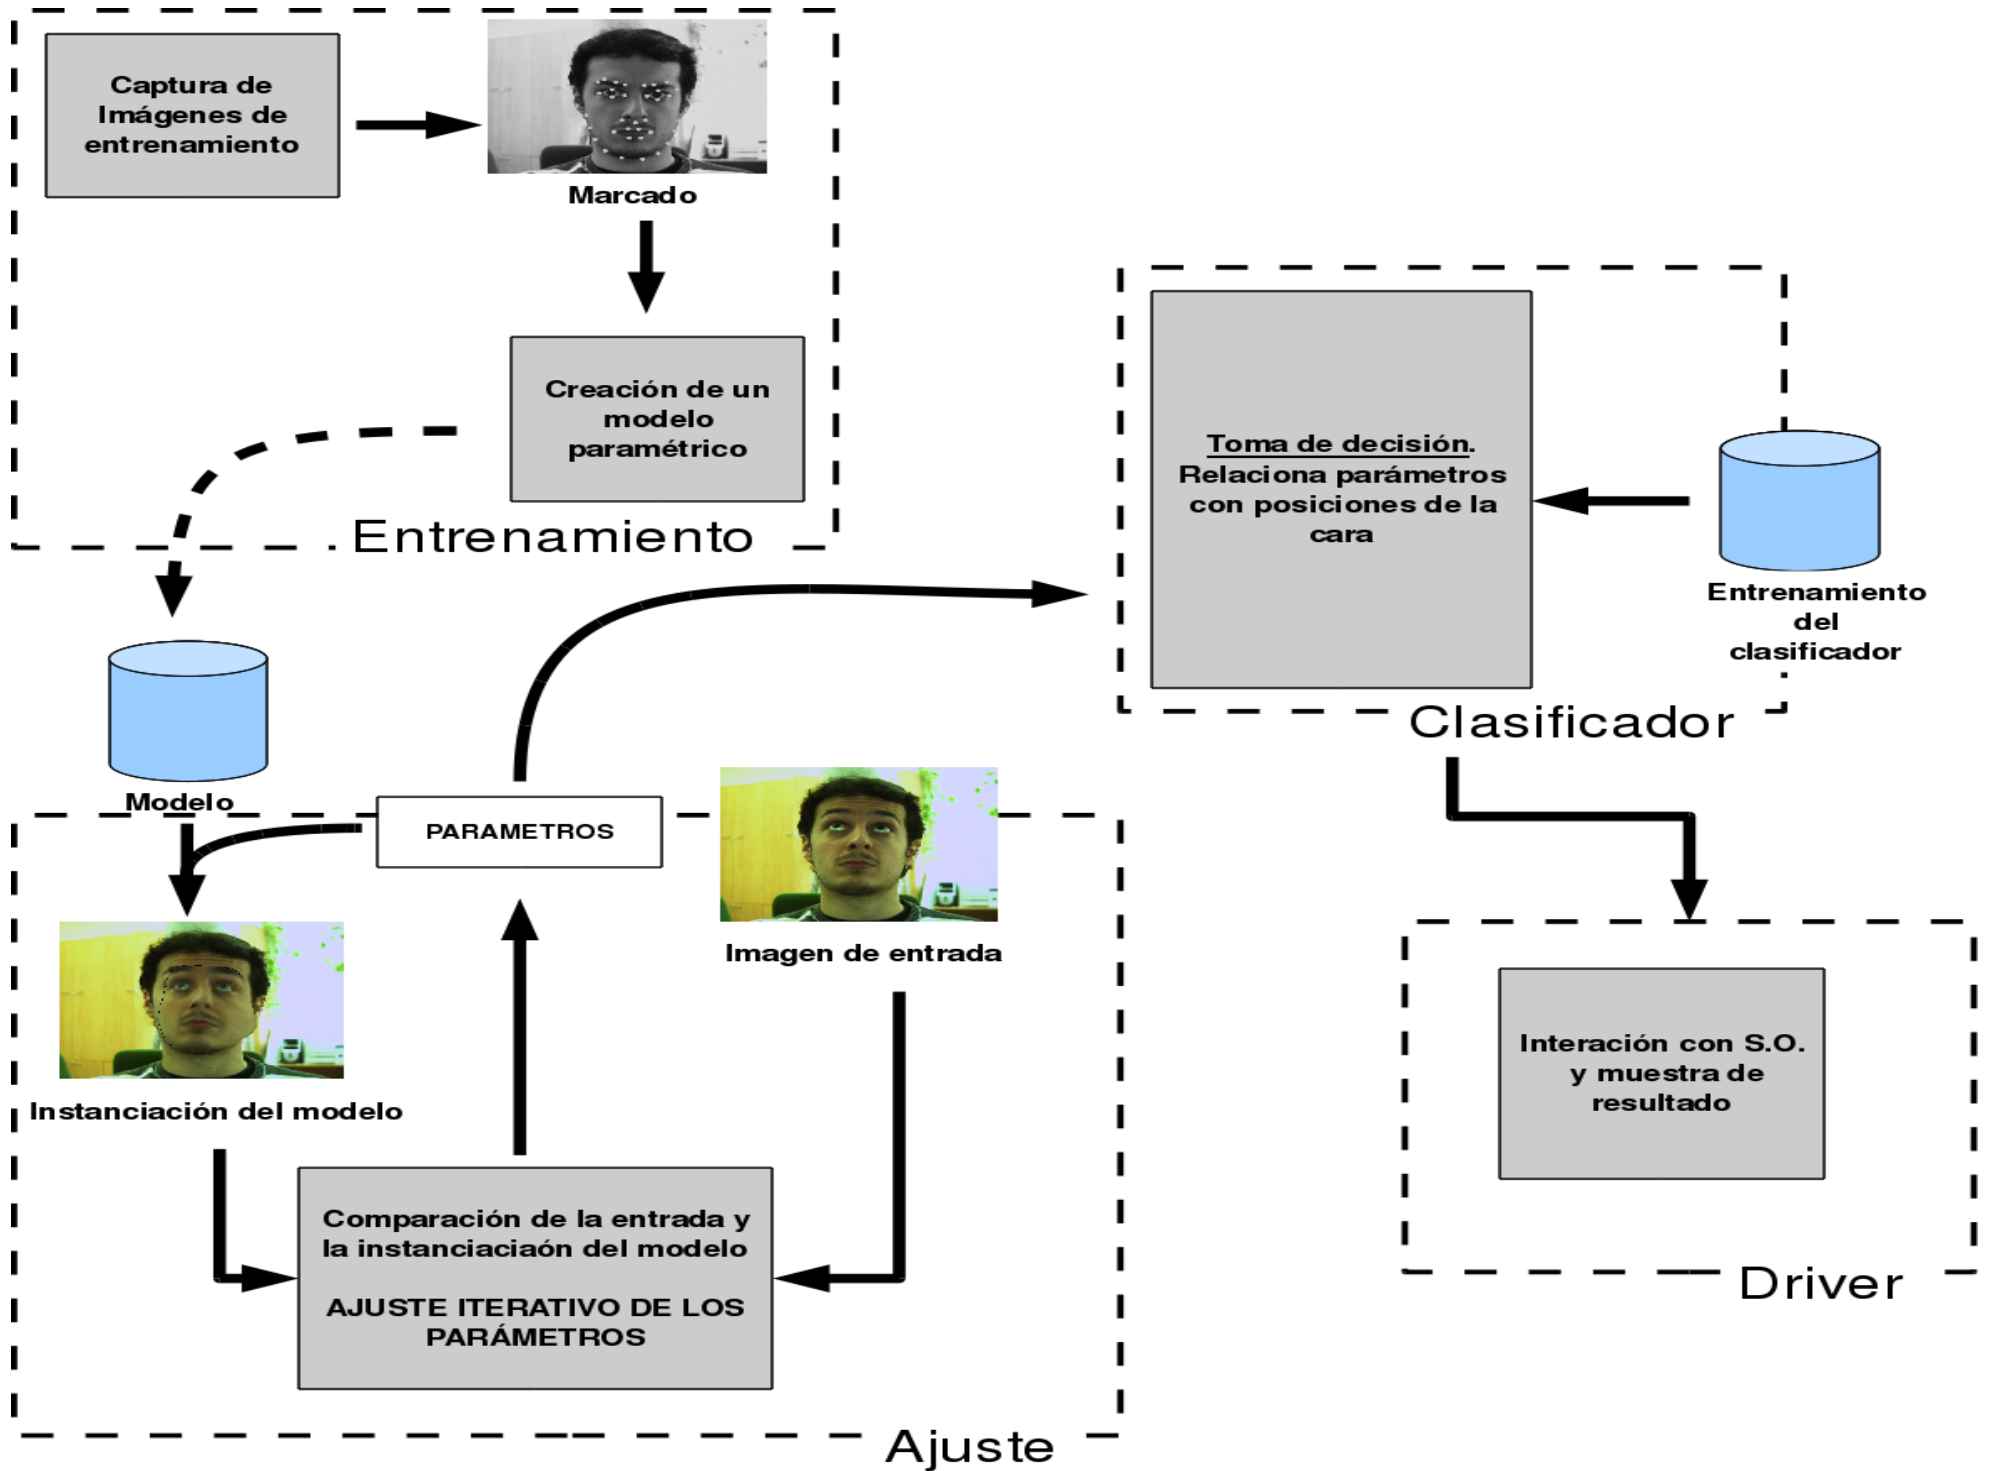 Captura de
Imágenes de
entrenamiento
Marcado
Creación de un
modelo
paramétrico
Entrenamiento
Toma de decisión.
Relaciona parámetros
con posiciones de la
cara
Entrenamiento
del
clasificador
Clasificador
Modelo
PARAMETROS
Imagen de entrada
Instanciación del modelo
Comparación de la entrada y
la instanciaciaón del modelo
AJUSTE ITERATIVO DE LOS
PARÁMETROS
Ajuste
Interación con S.O.
y muestra de
resultado
Driver